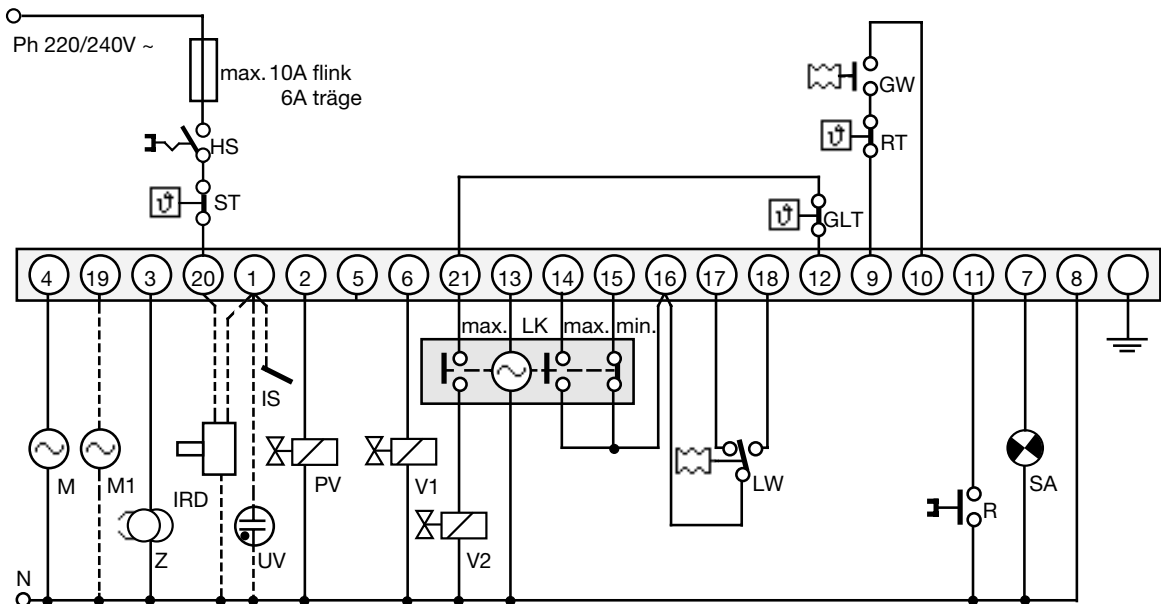 Ph 220/240V ~
max. 10A flink
6A träge
HS
ST
GW
RT
GLT
4 19 3 20 1 2 5 6 21 13 14 15 16 17 18 12 9 10 11 7 8
max. LK max. min.
IS
M M1 IRD Z UV PV V1 V2 LW R SA
N
ϑ
ϑ
ϑ